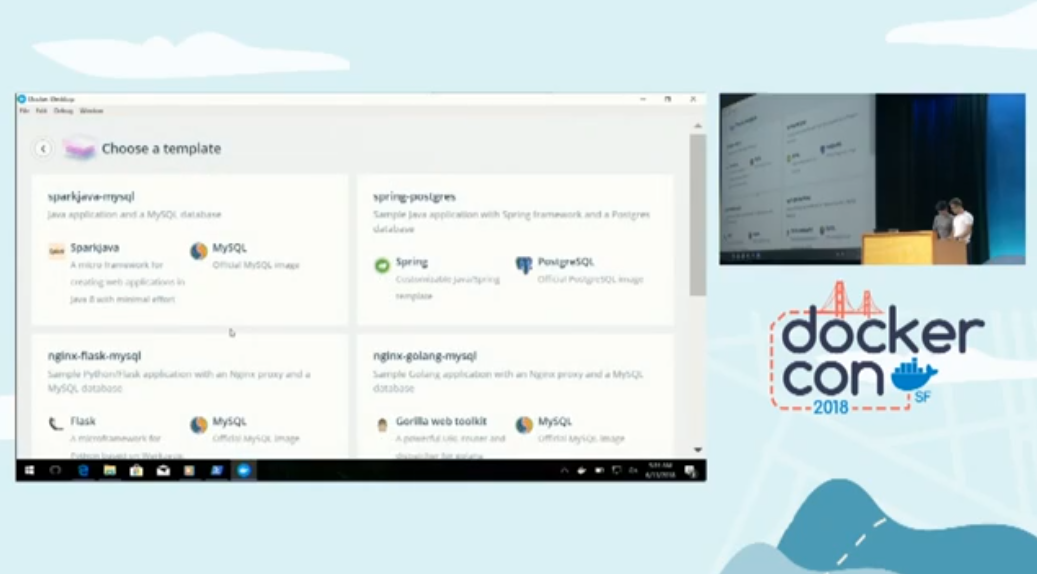 Docker Desktop
File Edit Debug Window
Choose a template
sparkjava-mysql
Java application and a MySQL database
Sparkjava
A micro framework for
creating web applications in
Java 8 with minimal effort
MySQL
Official MySQL image
spring-postgres
Sample Java application with Spring framework and a Postgres
database
Spring
Customizable Java/Spring
template
PostgreSQL
Official PostgreSQL image
nginx-flask-mysql
Sample Python/Flask application with an Nginx proxy and a
MySQL database
Flask
A microframework for
Python based on Werkzeug,
MySQL
Official MySQL image
nginx-golang-mysql
Sample Golang application with an Nginx proxy and a MySQL
database
Gorilla web toolkit
A powerful URL router and
dispatcher for golang
MySQL
Official MySQL image
docker
con
2018
SF